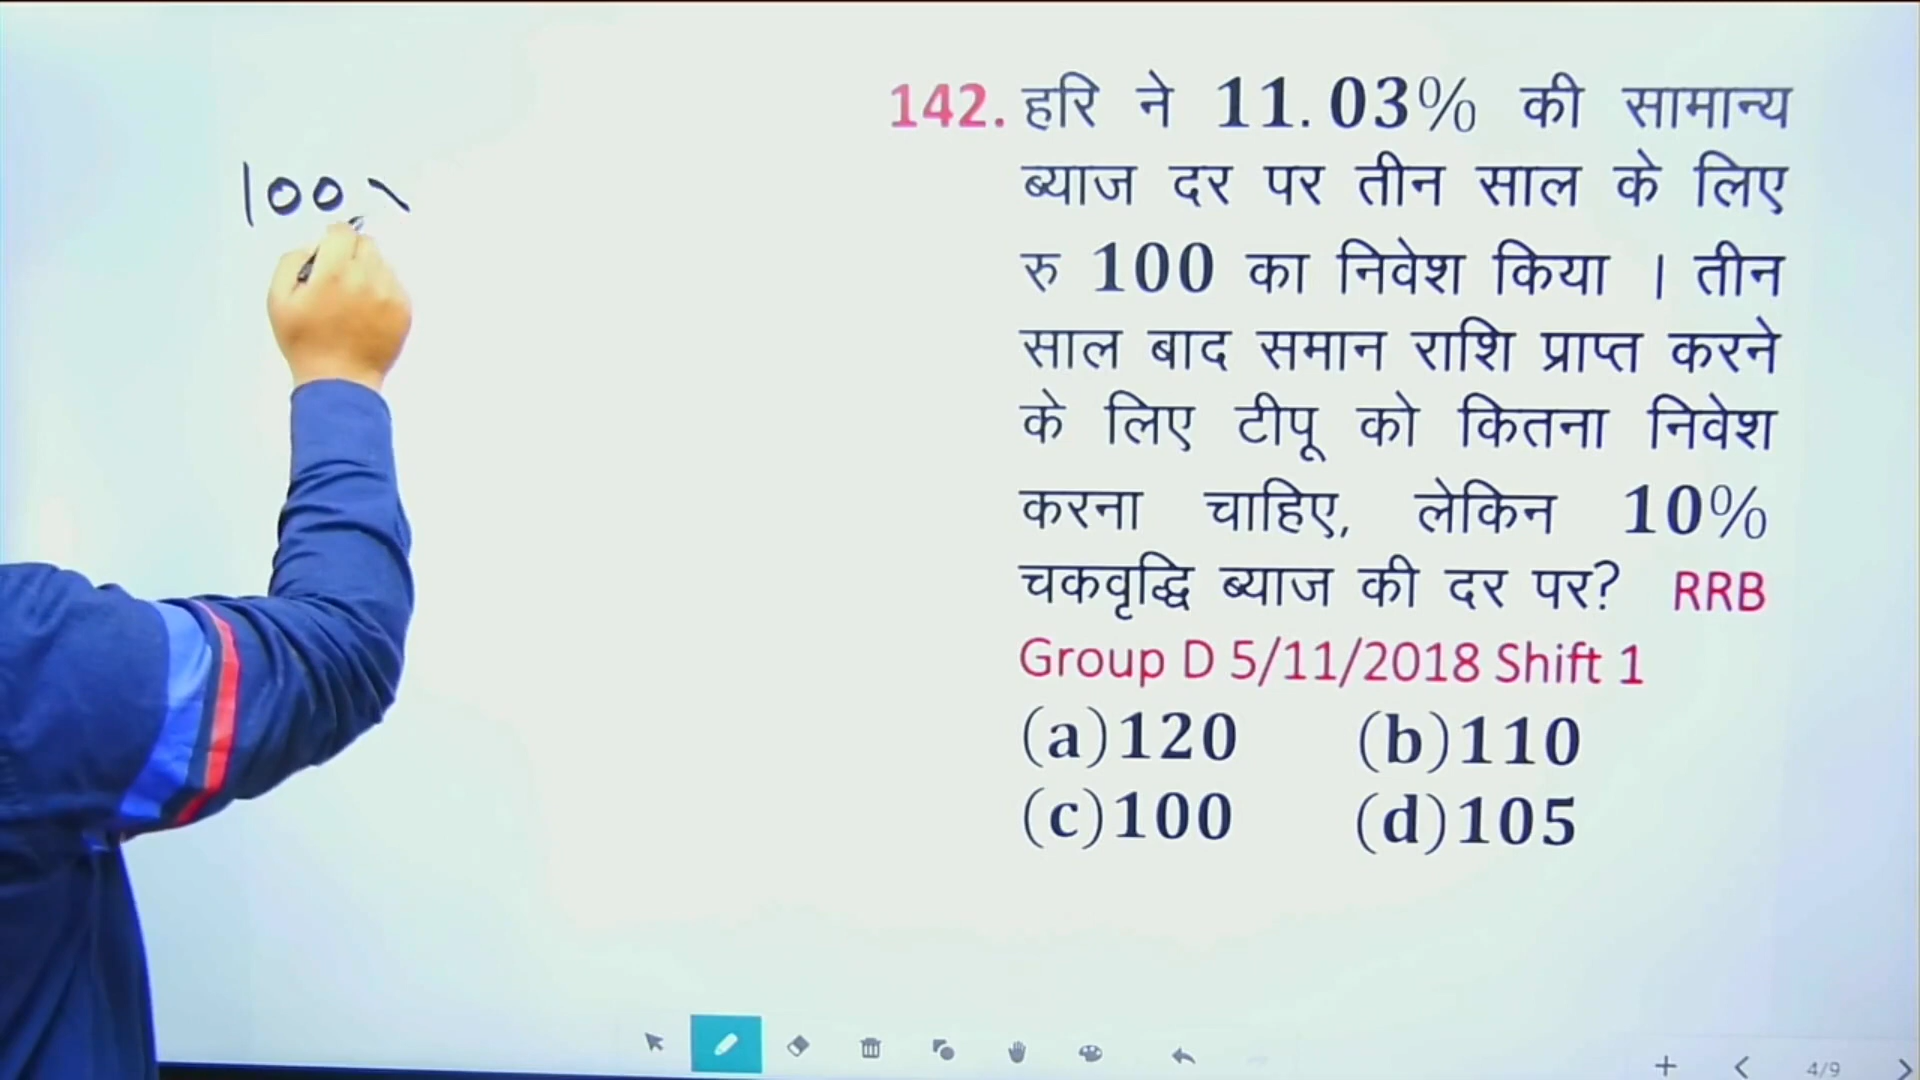 100
142. हरि ने 11.03% की सामान्य
ब्याज दर पर तीन साल के लिए
रु 100 का निवेश किया । तीन
साल बाद समान राशि प्राप्त करने
के लिए टीपू को कितना निवेश
करना चाहिए, लेकिन 10%
चकवृद्धि ब्याज की दर पर? RRB
Group D 5/11/2018 Shift 1
(a)120 (b)110
(c)100 (d)105
4/9